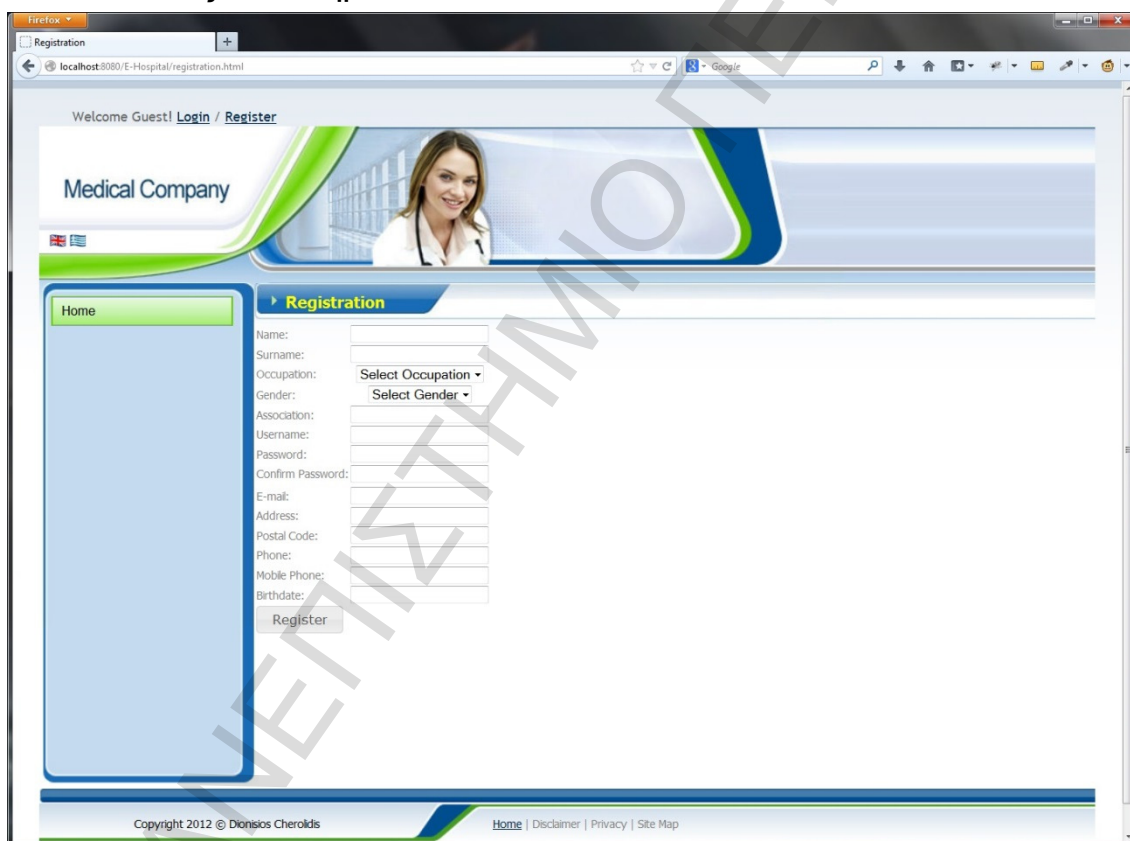 Firefox
Registration
+
localhost:8080/E-Hospital/registration.html
Google
Welcome Guest! Login / Register
Medical Company
Home
Registration
Name:
Surname:
Occupation: Select Occupation
Gender: Select Gender
Association:
Username:
Password:
Confirm Password:
E-mail:
Address:
Postal Code:
Phone:
Mobile Phone:
Birthdate:
Register
Copyright 2012 © Dionisios Cherolidis
Home | Disclaimer | Privacy | Site Map